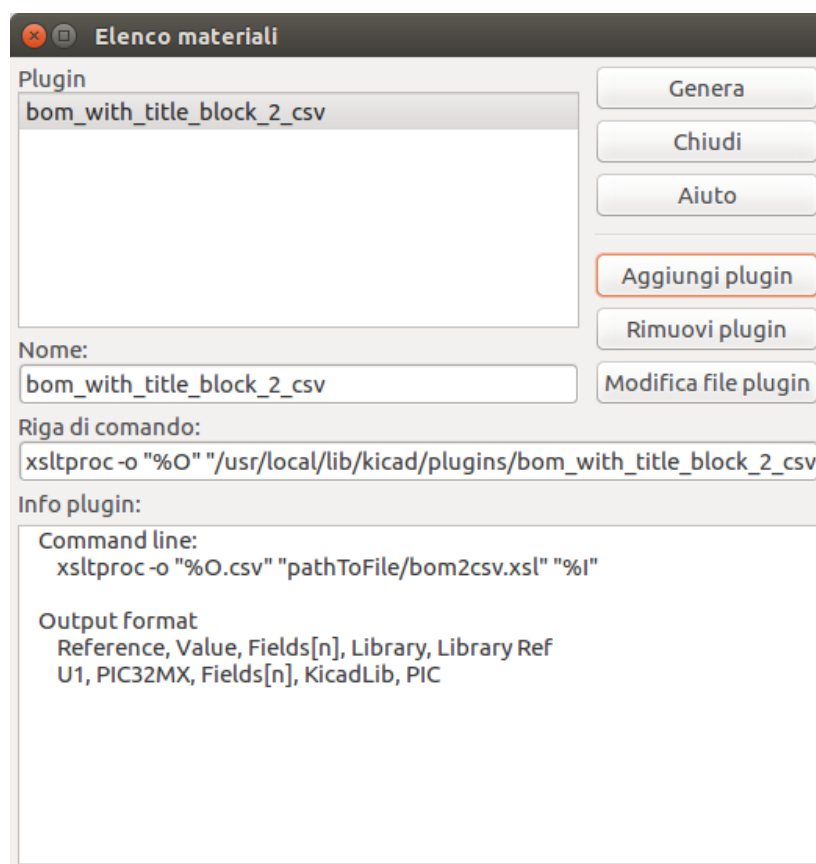 Elenco materiali
Plugin
bom_with_title_block_2_csv
Genera
Chiudi
Aiuto
Aggiungi plugin
Rimuovi plugin
Modifica file plugin
Nome:
bom_with_title_block_2_csv
Riga di comando:
xsltproc -o "%O" "/usr/local/lib/kicad/plugins/bom_with_title_block_2_csv
Info plugin:
Command line:
xsltproc -o "%O.csv" "pathToFile/bom2csv.xsl" "%I"
Output format
Reference, Value, Fields[n], Library, Library Ref
U1, PIC32MX, Fields[n], KicadLib, PIC